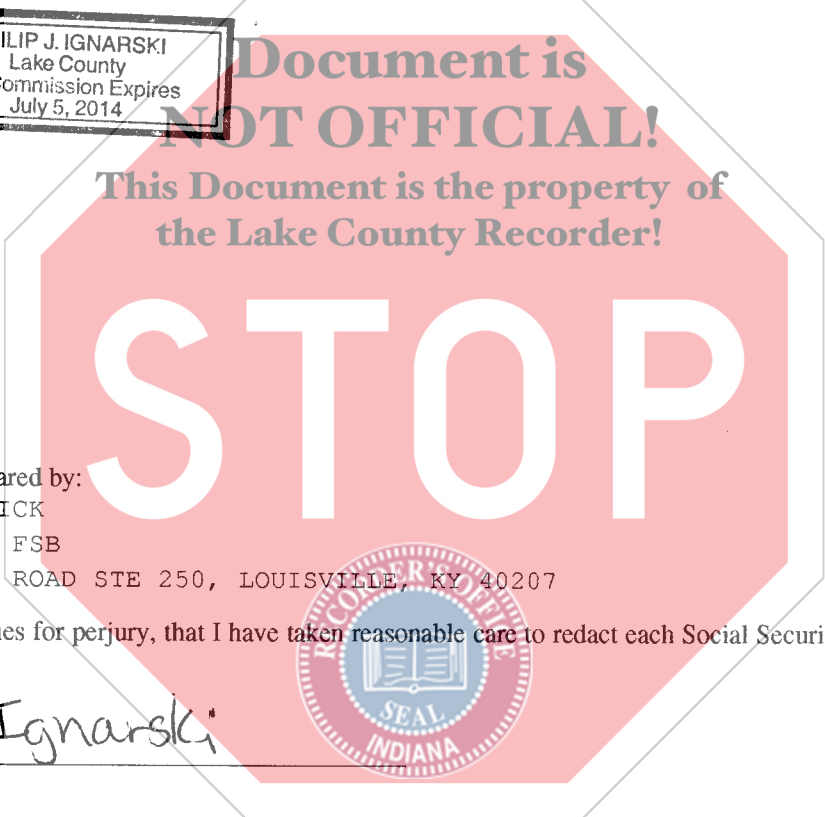 ILIP J. IGNARSKI
Lake County
Commission Expires
July 5, 2014
Document is
NOT OFFICIAL!
This Document is the property of
the Lake County Recorder!
STOP
ared by:
ICK
FSB
ROAD STE 250, LOUISVILLE, KY 40207
ies for perjury, that I have taken reasonable care to redact each Social Securi
Ignarski
RECORDER'S OFFICE
SEAL
INDIANA